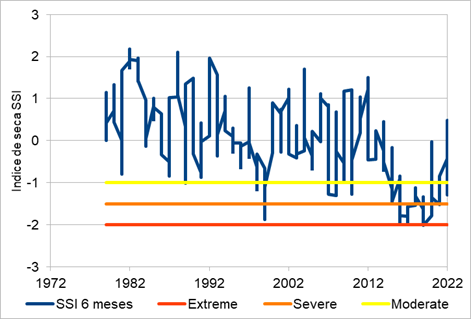 3
2
1
0
-1
-2
-3
Indice de seca SSI
1972 1982 1992 2002 2012 2022
SSI 6 meses Extreme Severe Moderate